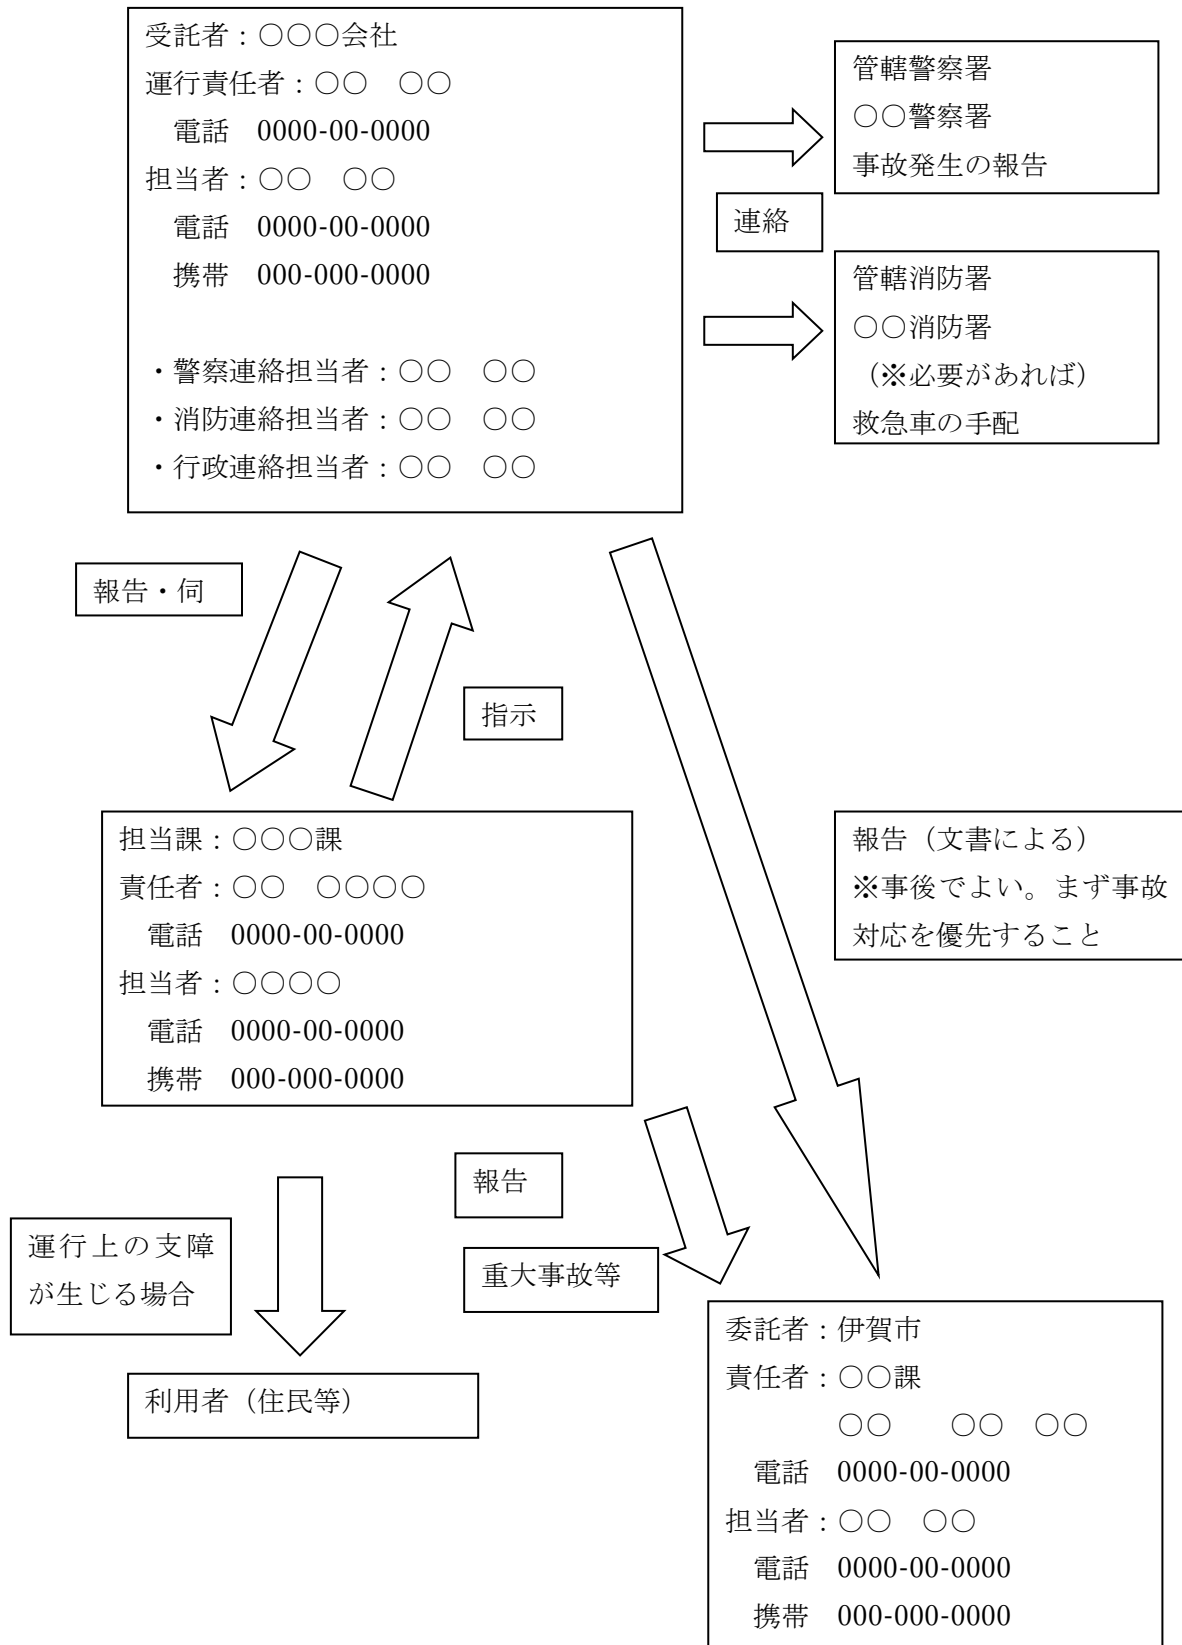 受託者：○○○会社
運行責任者：○○　○○
電話　0000-00-0000
担当者：○○　○○
電話　0000-00-0000
携帯　000-000-0000
・警察連絡担当者：○○　○○
・消防連絡担当者：○○　○○
・行政連絡担当者：○○　○○
管轄警察署
○○警察署
事故発生の報告
連絡
管轄消防署
○○消防署
（※必要があれば）
救急車の手配
報告・伺
指示
担当課：○○○課
責任者：○○　○○○○
電話　0000-00-0000
担当者：○○○○
電話　0000-00-0000
携帯　000-000-0000
報告（文書による）
※事後でよい。まず事故
対応を優先すること
報告
重大事故等
運行上の支障
が生じる場合
利用者（住民等）
委託者：伊賀市
責任者：○○課
○○　　○○　○○
電話　0000-00-0000
担当者：○○　○○
電話　0000-00-0000
携帯　000-000-0000